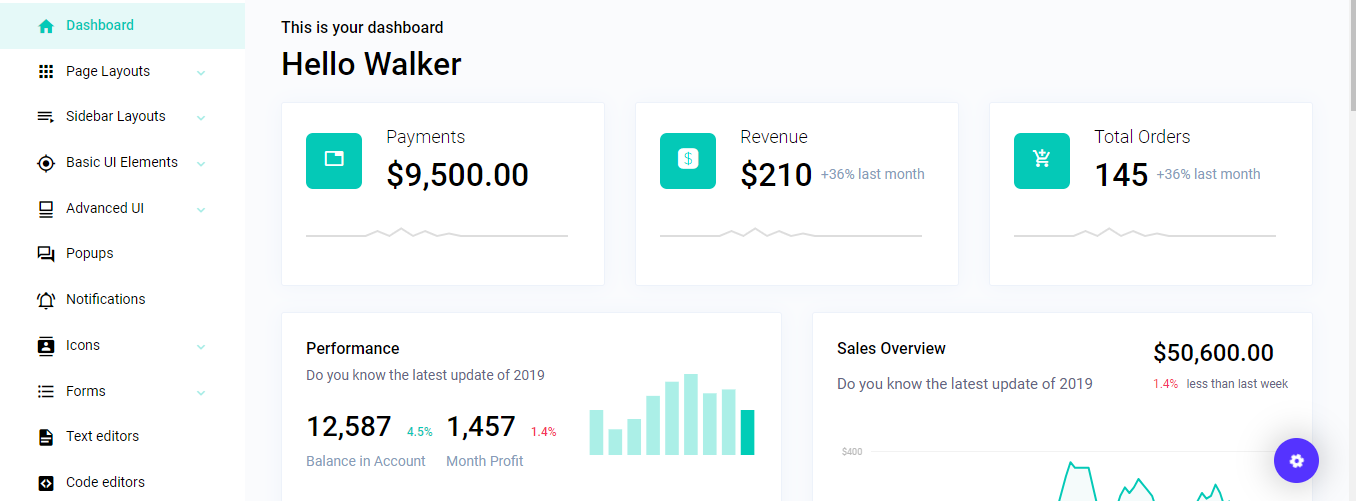 Dashboard
Page Layouts
Sidebar Layouts
Basic UI Elements
Advanced UI
Popups
Notifications
Icons
Forms
Text editors
Code editors
This is your dashboard
Hello Walker
Payments
$9,500.00
$
Revenue
$210 +36% last month
Total Orders
145 +36% last month
Performance
Do you know the latest update of 2019
12,587 4.5% 1,457 1.4%
Balance in Account Month Profit
Sales Overview
$50,600.00
Do you know the latest update of 2019
1.4% less than last week
$400